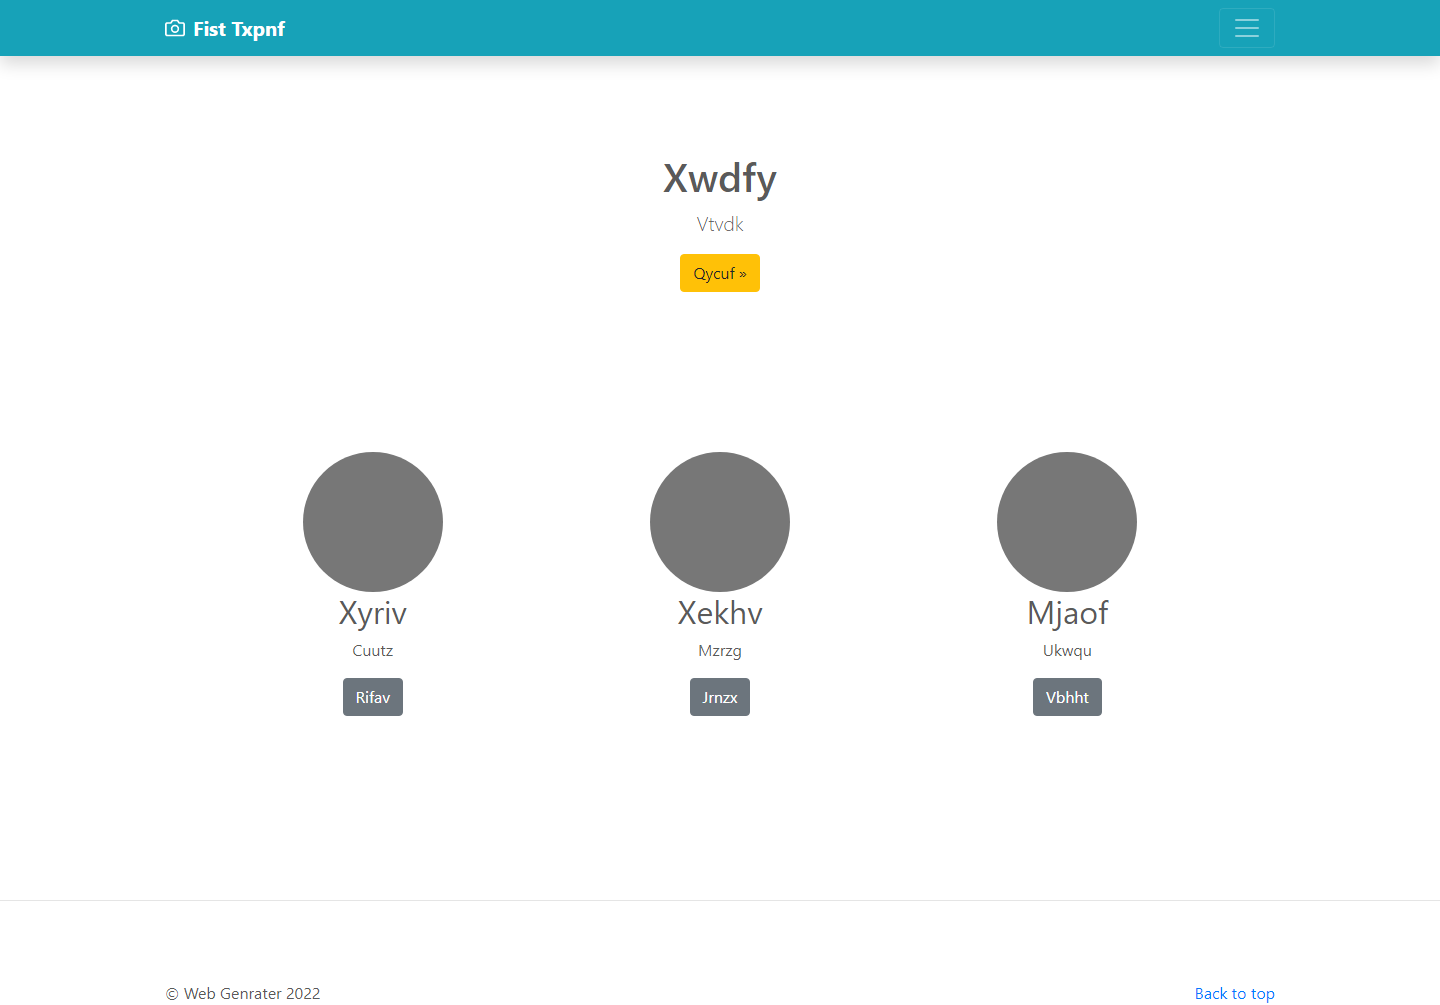 Fist Txpnf
Xwdfy
Vtvdk
Qycuf »
Xyriv
Xekhv
Mjaof
Cuutz
Mzrzg
Ukwqu
Rifav
Jrnzx
Vbhht
© Web Genrater 2022
Back to top